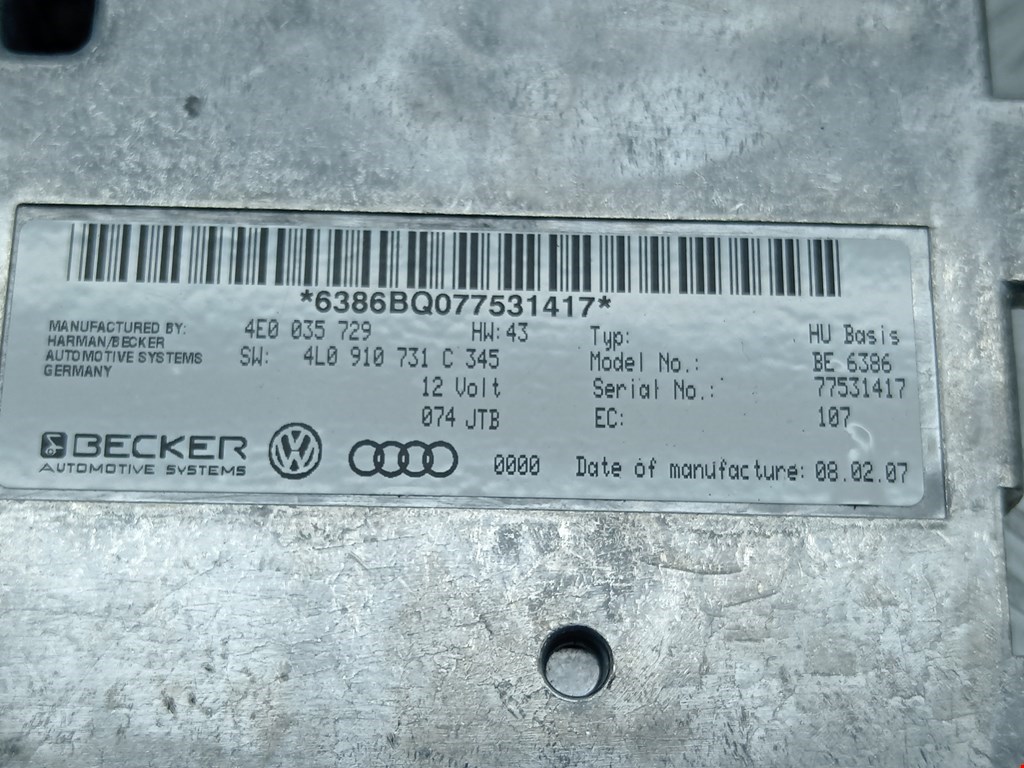 *6386BQ077531417*
MANUFACTURED BY:
HARMAN/BECKER
AUTOMOTIVE SYSTEMS
GERMANY
4E0 035 729 HW: 43
SW: 4L0 910 731 C 345
12 Volt
074 JTB
Typ: HU Basis
Model No.: BE 6386
Serial No.: 77531417
EC: 107
BECKER
AUTOMOTIVE SYSTEMS
0000 Date of manufacture: 08.02.07